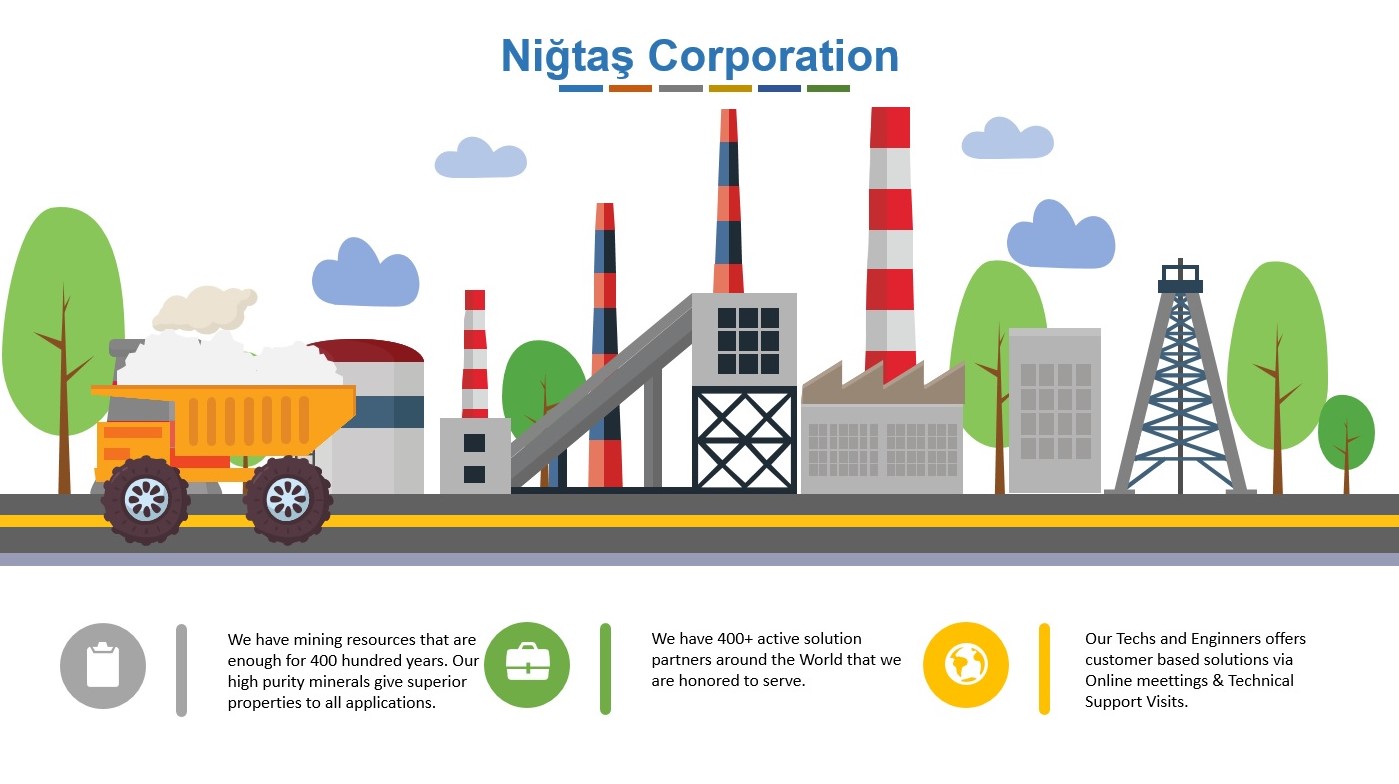 Niğtaş Corporation
We have mining resources that are
enough for 400 hundred years. Our
high purity minerals give superior
properties to all applications.
We have 400+ active solution
partners around the World that we
are honored to serve.
Our Techs and Enginners offers
customer based solutions via
Online meettings & Technical
Support Visits.